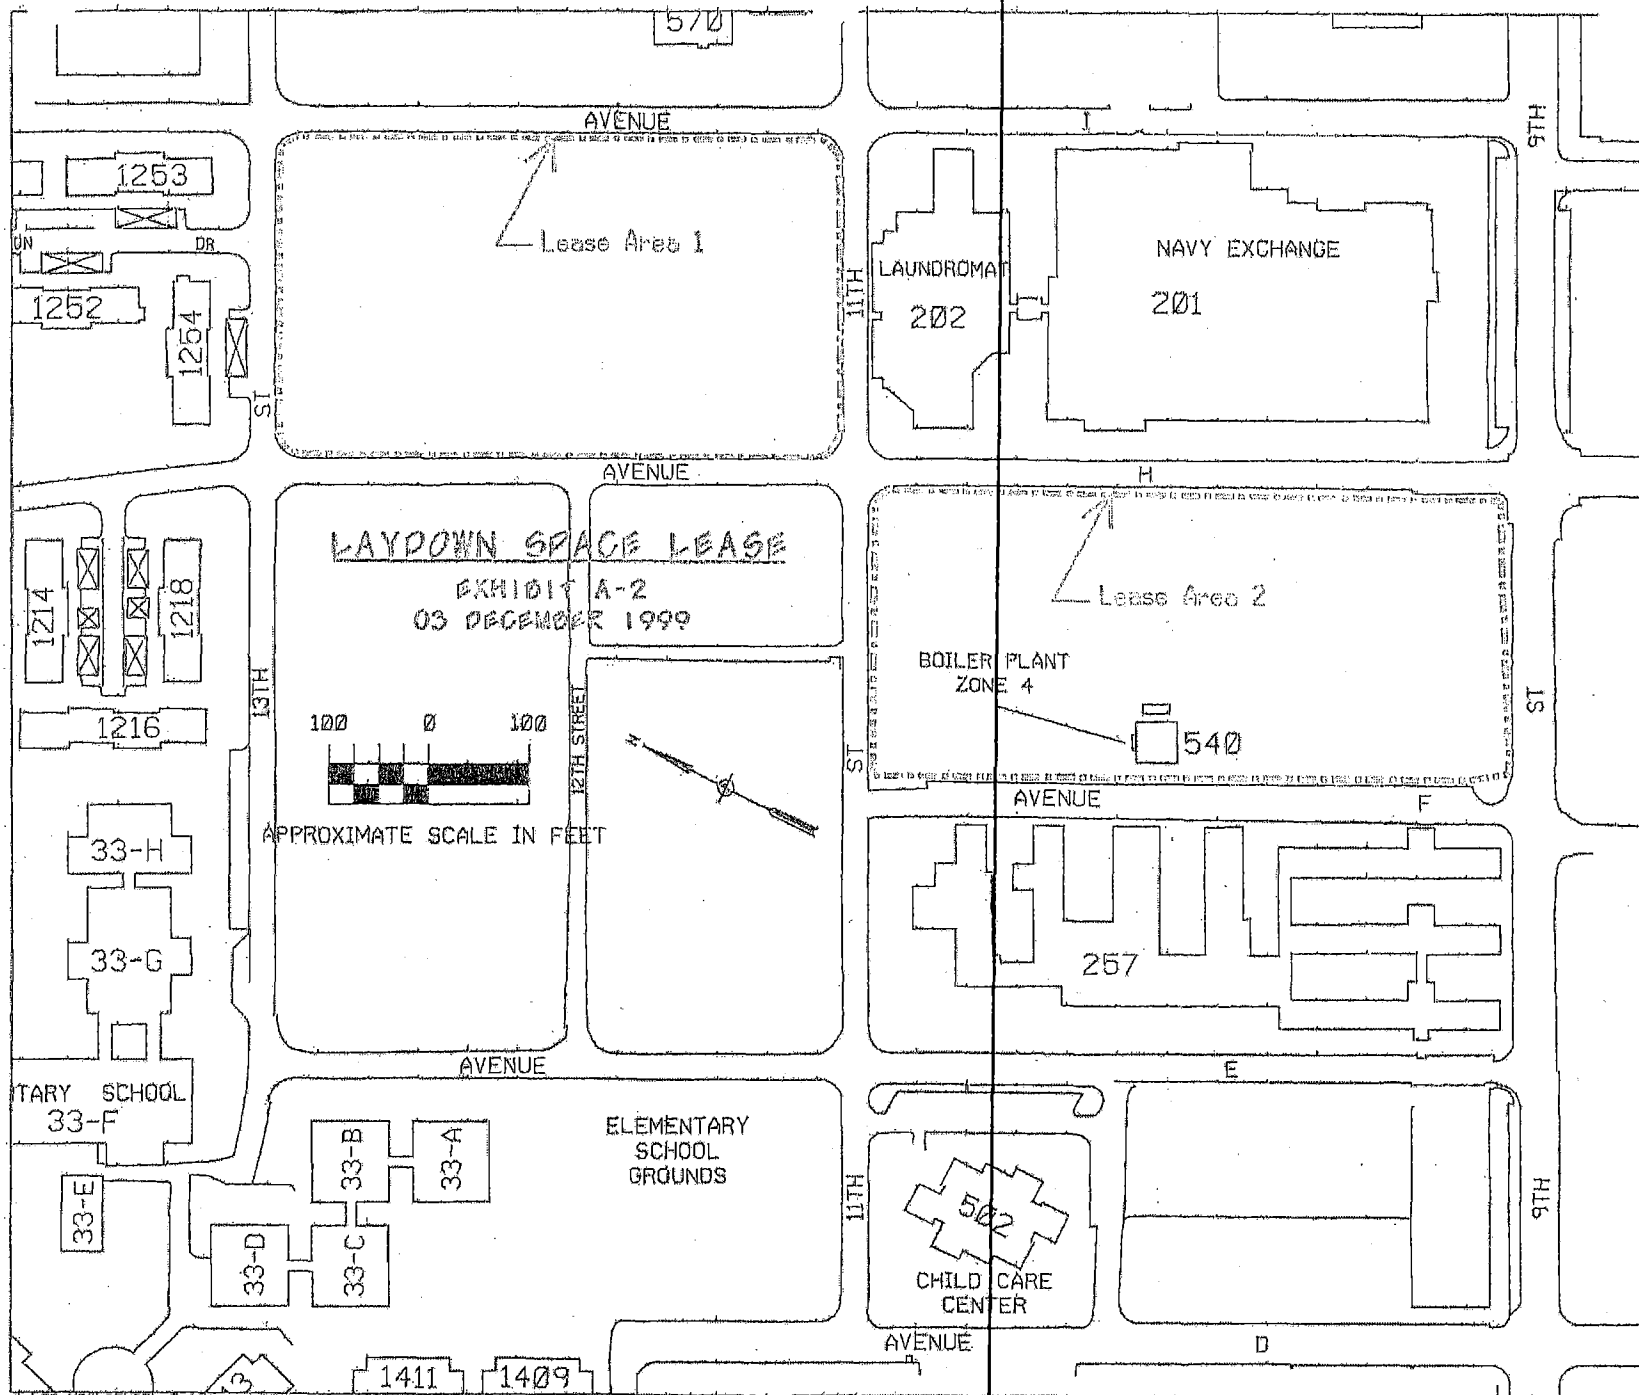 570
AVENUE I
9TH
1253
UN DR
Lease Area 1
NAVY EXCHANGE
LAUNDROMAT
11TH
1252
201
202
1254
ST
AVENUE H
LAYDOWN SPACE LEASE
EXHIBIT A-2
03 DECEMBER 1999
Lease Area 2
1214
1218
BOILER PLANT
ZONE 4
13TH
ST
1216
100 0 100
12TH STREET
N
540
ST
AVENUE F
APPROXIMATE SCALE IN FEET
33-H
33-G
257
AVENUE E
TARY SCHOOL
33-F
ELEMENTARY
SCHOOL
GROUNDS
33-B
33-A
33-E
11TH
9TH
502
33-D
33-C
CHILD CARE
CENTER
AVENUE D
1411
1409